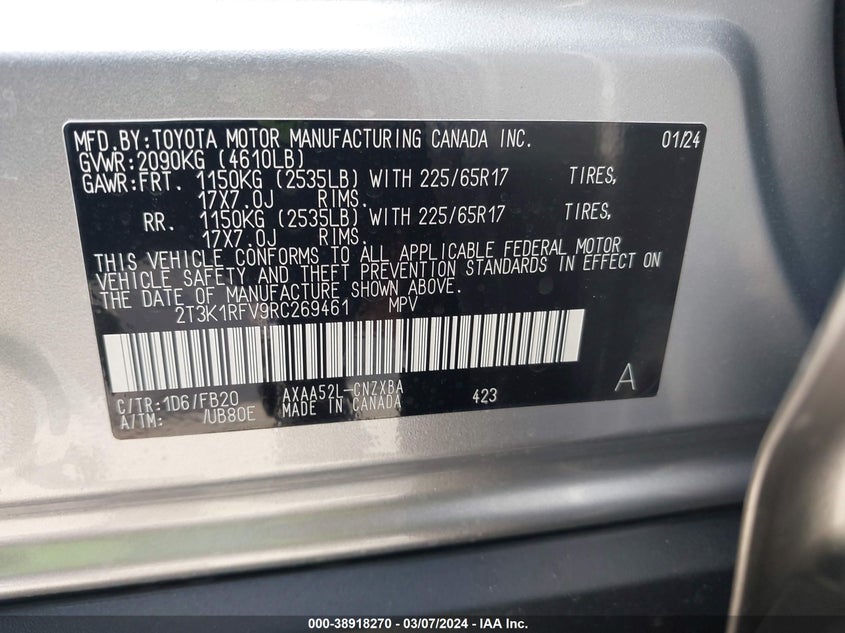 MFD.BY:TOYOTA MOTOR MANUFACTURING CANADA INC. 01/24
GVWR:2090KG (4610LB)
GAWR:FRT. 1150KG (2535LB) WITH 225/65R17 TIRES,
17X7.0J RIMS.
RR. 1150KG (2535LB) WITH 225/65R17 TIRES,
17X7.0J RIMS.
THIS VEHICLE CONFORMS TO ALL APPLICABLE FEDERAL MOTOR
VEHICLE SAFETY AND THEFT PREVENTION STANDARDS IN EFFECT ON
THE DATE OF MANUFACTURE SHOWN ABOVE.
2T3K1RFV9RC269461 MPV
C/TR:1D6/FB20 AXAA52L-CNZXBA 423 A
A/TM: /UB80E MADE IN CANADA
000-38918270 - 03/07/2024 - IAA Inc.